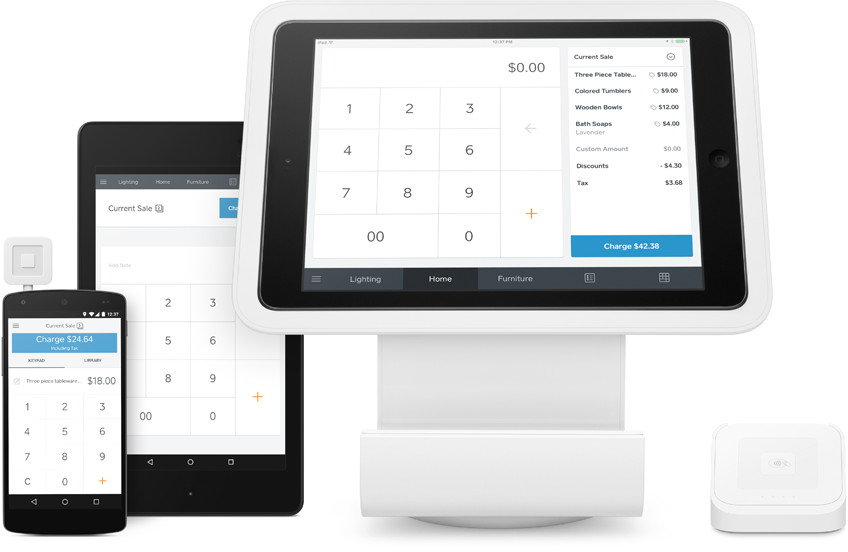 iPad
12:37 PM
$0.00
1 2 3
4 5 6
7 8 9
00 0
+
Lighting Home Furniture
Current Sale
Three Piece Table... $18.00
Colored Tumblers $9.00
Wooden Bowls $12.00
Bath Soaps $4.00
Lavender
Custom Amount $0.00
Discounts - $4.30
Tax $3.68
Charge $42.38
Lighting Home Furniture
Current Sale 2
Add Note
2 3
5 6
8 9
00 0
+
12:37
Current Sale 2
Charge $24.64
Including Tax
KEYPAD LIBRARY
Three piece tableware... $18.00
1 2 3
4 5 6
7 8 9
C 0 +